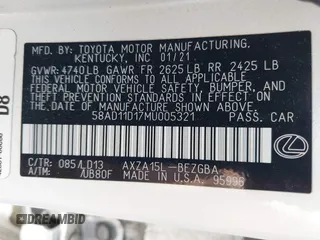 MFD. BY: TOYOTA MOTOR MANUFACTURING,
KENTUCKY, INC 01/21
GVWR: 4740LB GAWR FR 2625LB RR 2425 LB
THIS VEHICLE CONFORMS TO ALL APPLICABLE
FEDERAL MOTOR VEHICLE SAFETY, BUMPER
AND THEFT PREVENTION STANDARDS IN EFFECT
ON THE DATE OF MANUFACTURE SHOWN ABOVE.
58AD11D17MU005321 PASS. CAR
C/TR: 085/LD13 AXZA15L-BEZGBA
A/TM: /UB80F MADE IN U.S.A. 95996
D8
© DREAMBID